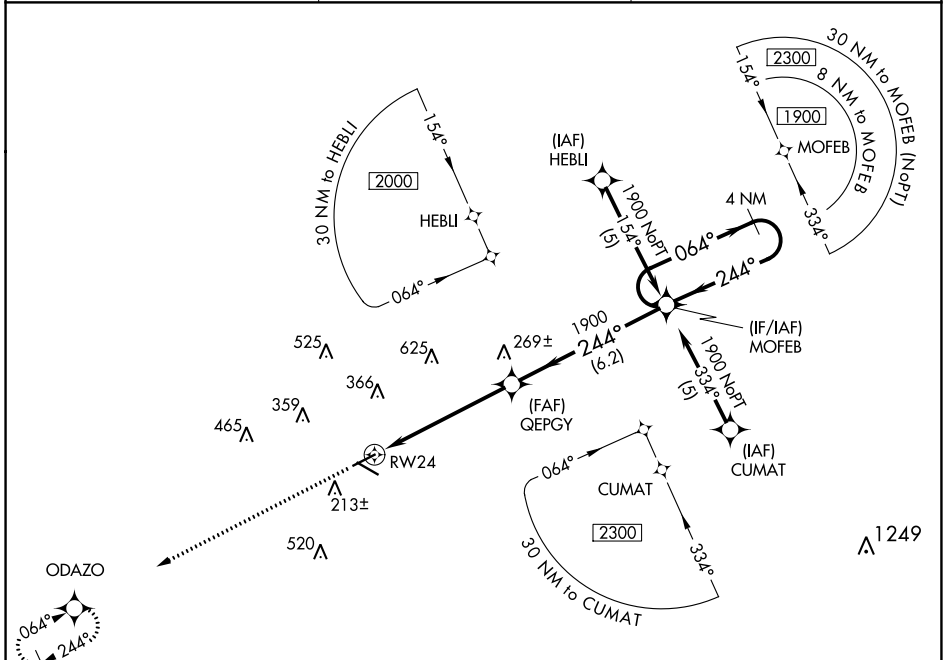 30 NM to MOFEB (NoPT)
2300
8 NM to MOFEB
154°
1900
MOFEB
334°
30 NM to HEBLI
154°
2000
HEBLI
064°
(IAF)
HEBLI
1900 NoPT
154°
(5)
4 NM
064°
244°
(IF/IAF)
MOFEB
1900
244°
(6.2)
1900 NoPT
334°
(5)
(IAF)
CUMAT
525
625
269±
366
359
465
(FAF)
QEPGY
RW24
213±
520
064°
CUMAT
2300
334°
30 NM to CUMAT
1249
ODAZO
064°
244°